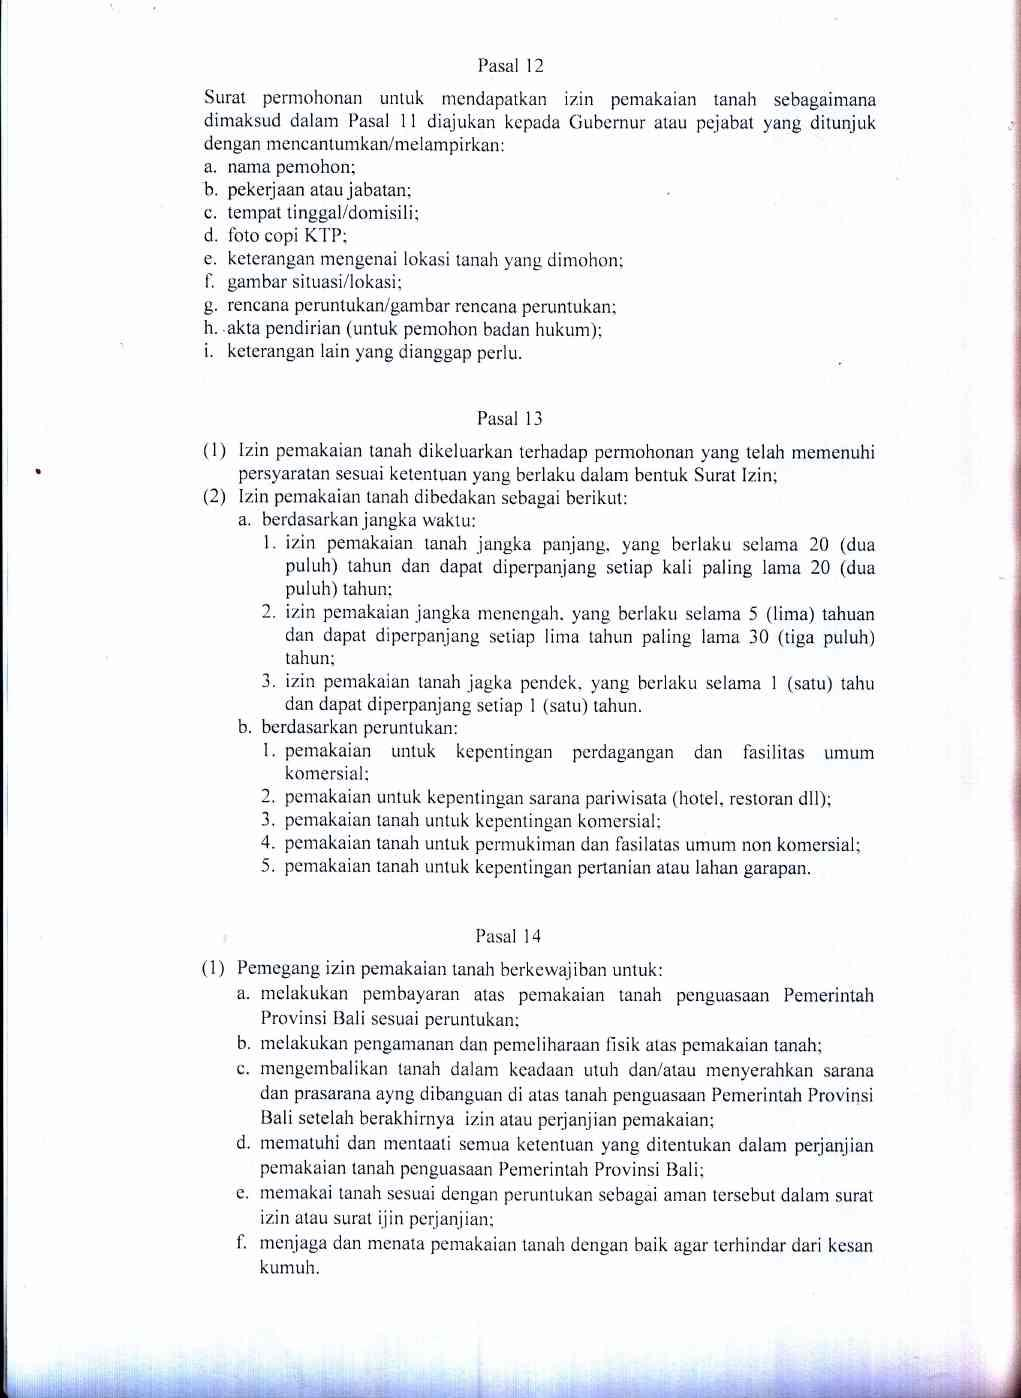 Pasal 12
Surat permohonan untuk mendapatkan izin pemakaian tanah sebagaimana
dimaksud dalam Pasal 11 diajukan kepada Gubernur atau pejabat yang ditunjuk
dengan mencantumkan/melampirkan:
a. nama pemohon;
b. pekerjaan atau jabatan;
c. tempat tinggal/domisili;
d. foto copi KTP;
e. keterangan mengenai lokasi tanah yang dimohon;
f. gambar situasi/lokasi;
g. rencana peruntukan/gambar rencana peruntukan;
h. akta pendirian (untuk pemohon badan hukum);
i. keterangan lain yang dianggap perlu.
Pasal 13
(1) Izin pemakaian tanah dikeluarkan terhadap permohonan yang telah memenuhi
persyaratan sesuai ketentuan yang berlaku dalam bentuk Surat Izin;
(2) Izin pemakaian tanah dibedakan sebagai berikut:
a. berdasarkan jangka waktu:
1. izin pemakaian tanah jangka panjang, yang berlaku selama 20 (dua
puluh) tahun dan dapat diperpanjang setiap kali paling lama 20 (dua
puluh) tahun;
2. izin pemakaian jangka menengah, yang berlaku selama 5 (lima) tahuan
dan dapat diperpanjang setiap lima tahun paling lama 30 (tiga puluh)
tahun;
3. izin pemakaian tanah jagka pendek, yang berlaku selama 1 (satu) tahu
dan dapat diperpanjang setiap 1 (satu) tahun.
b. berdasarkan peruntukan:
1. pemakaian untuk kepentingan perdagangan dan fasilitas umum
komersial;
2. pemakaian untuk kepentingan sarana pariwisata (hotel, restoran dll);
3. pemakaian tanah untuk kepentingan komersial;
4. pemakaian tanah untuk permukiman dan fasilatas umum non komersial;
5. pemakaian tanah untuk kepentingan pertanian atau lahan garapan.
Pasal 14
(1) Pemegang izin pemakaian tanah berkewajiban untuk:
a. melakukan pembayaran atas pemakaian tanah penguasaan Pemerintah
Provinsi Bali sesuai peruntukan;
b. melakukan pengamanan dan pemeliharaan fisik atas pemakaian tanah;
c. mengembalikan tanah dalam keadaan utuh dan/atau menyerahkan sarana
dan prasarana ayng dibanguan di atas tanah penguasaan Pemerintah Provinsi
Bali setelah berakhirnya izin atau perjanjian pemakaian;
d. mematuhi dan mentaati semua ketentuan yang ditentukan dalam perjanjian
pemakaian tanah penguasaan Pemerintah Provinsi Bali;
e. memakai tanah sesuai dengan peruntukan sebagai aman tersebut dalam surat
izin atau surat ijin perjanjian;
f. menjaga dan menata pemakaian tanah dengan baik agar terhindar dari kesan
kumuh.